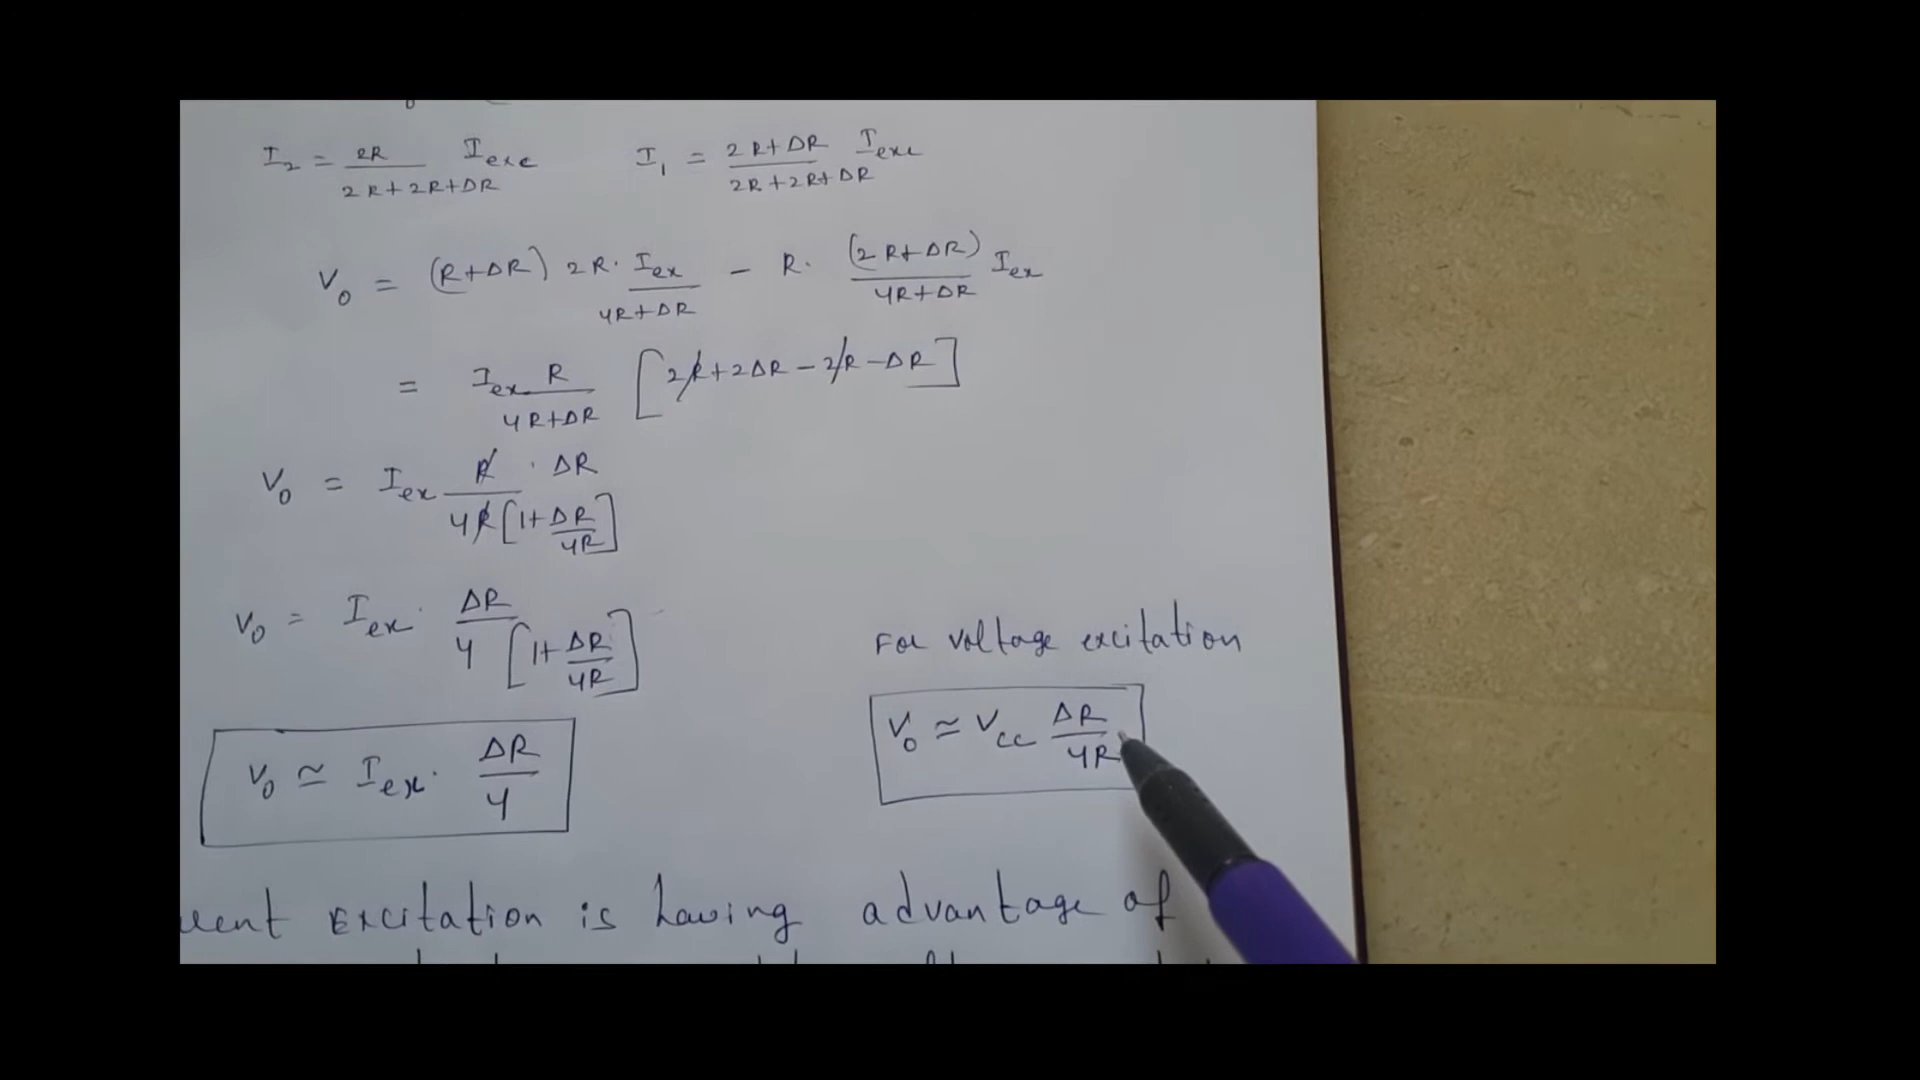 I₂ = 2R / (2R+2R+ΔR) Iexc I₁ = (2R+ΔR) / (2R+2R+ΔR) Iexc
V₀ = (R+ΔR) 2R· Iex / (4R+ΔR) − R· (2R+ΔR) / (4R+ΔR) Iex
= Iex R / (4R+ΔR) [2R+2ΔR−2R−ΔR]
V₀ = Iex R · ΔR / 4R[1+ΔR/4R]
V₀ = Iex · ΔR / 4[1+ΔR/4R]
For voltage excitation
V₀ ≃ Vcc ΔR/4R
V₀ ≃ Iex· ΔR/4
excitation is having advantage of